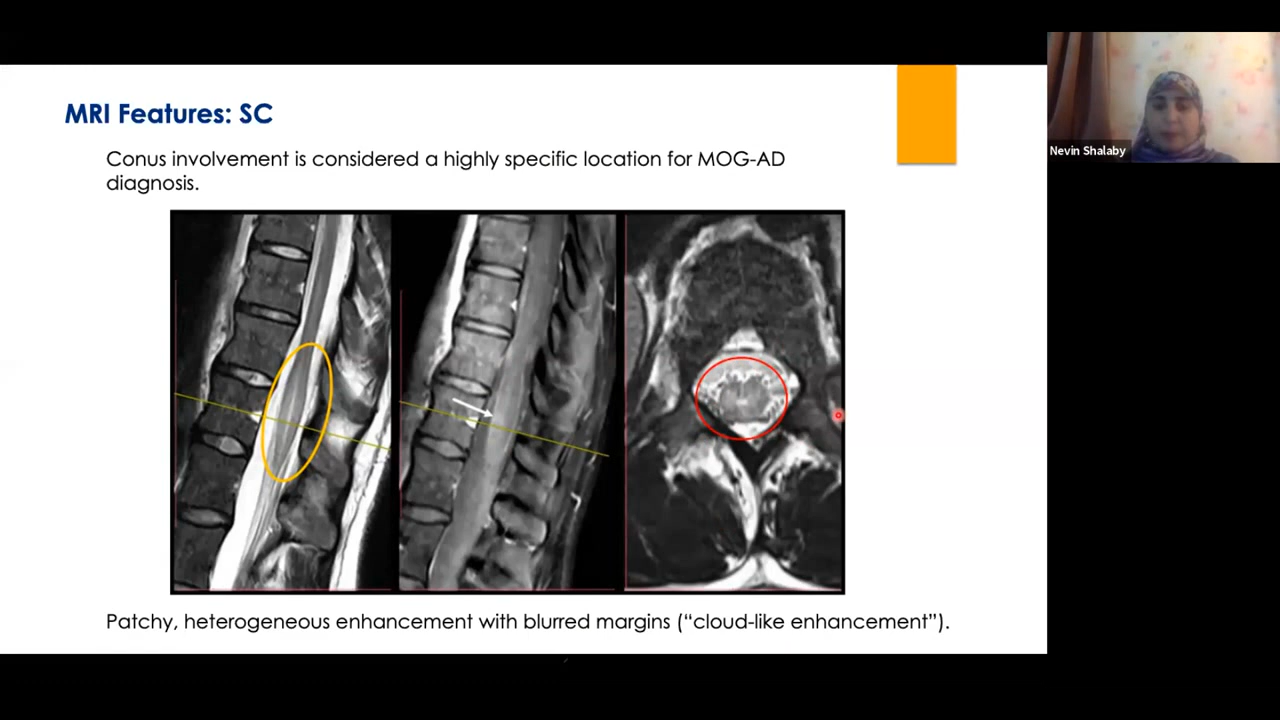 MRI Features: SC
Conus involvement is considered a highly specific location for MOG-AD
diagnosis.
Patchy, heterogeneous enhancement with blurred margins (“cloud-like enhancement”).
Nevin Shalaby